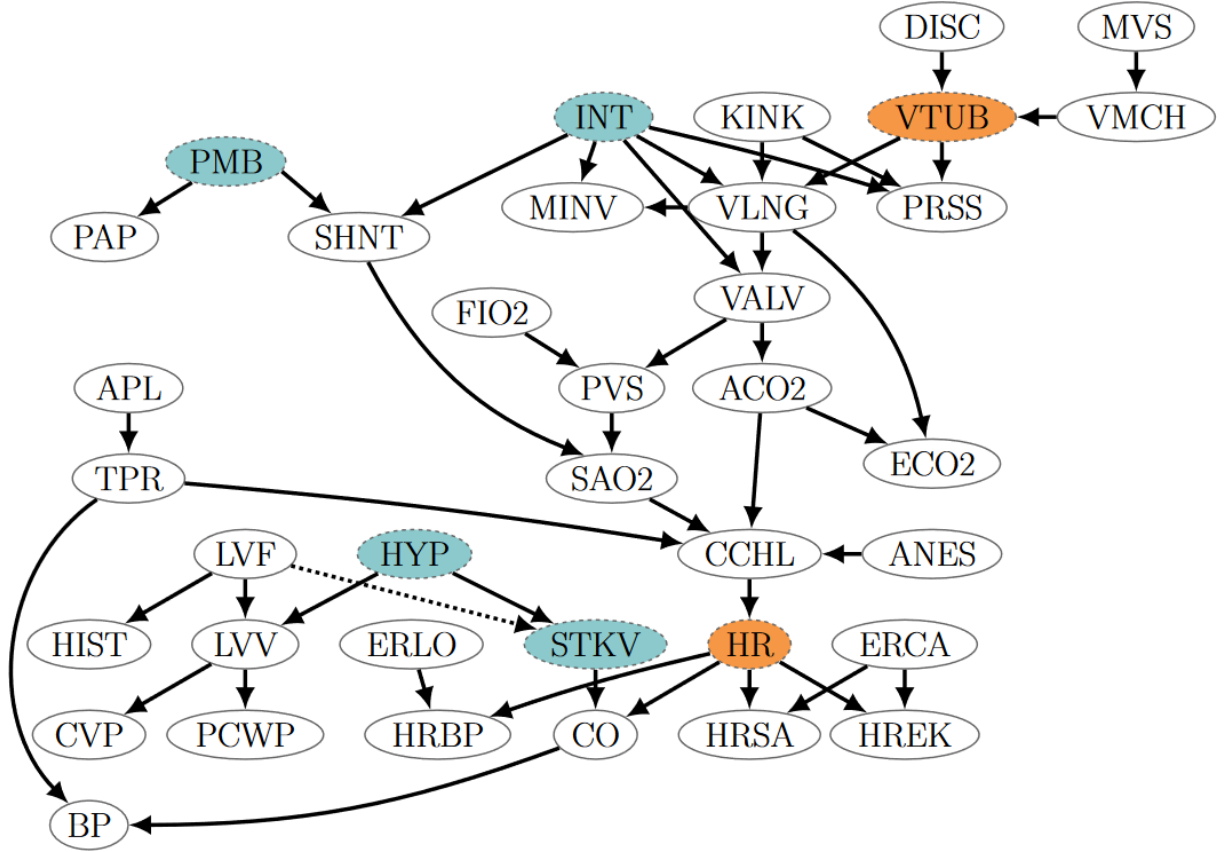 DISC MVS
INT KINK VTUB VMCH
PMB
MINV VLNG PRSS
PAP SHNT
VALV
FIO2
APL PVS ACO2
TPR SAO2 ECO2
LVF HYP CCHL ANES
HIST LVV ERLO STKV HR ERCA
CVP PCWP HRBP CO HRSA HREK
BP